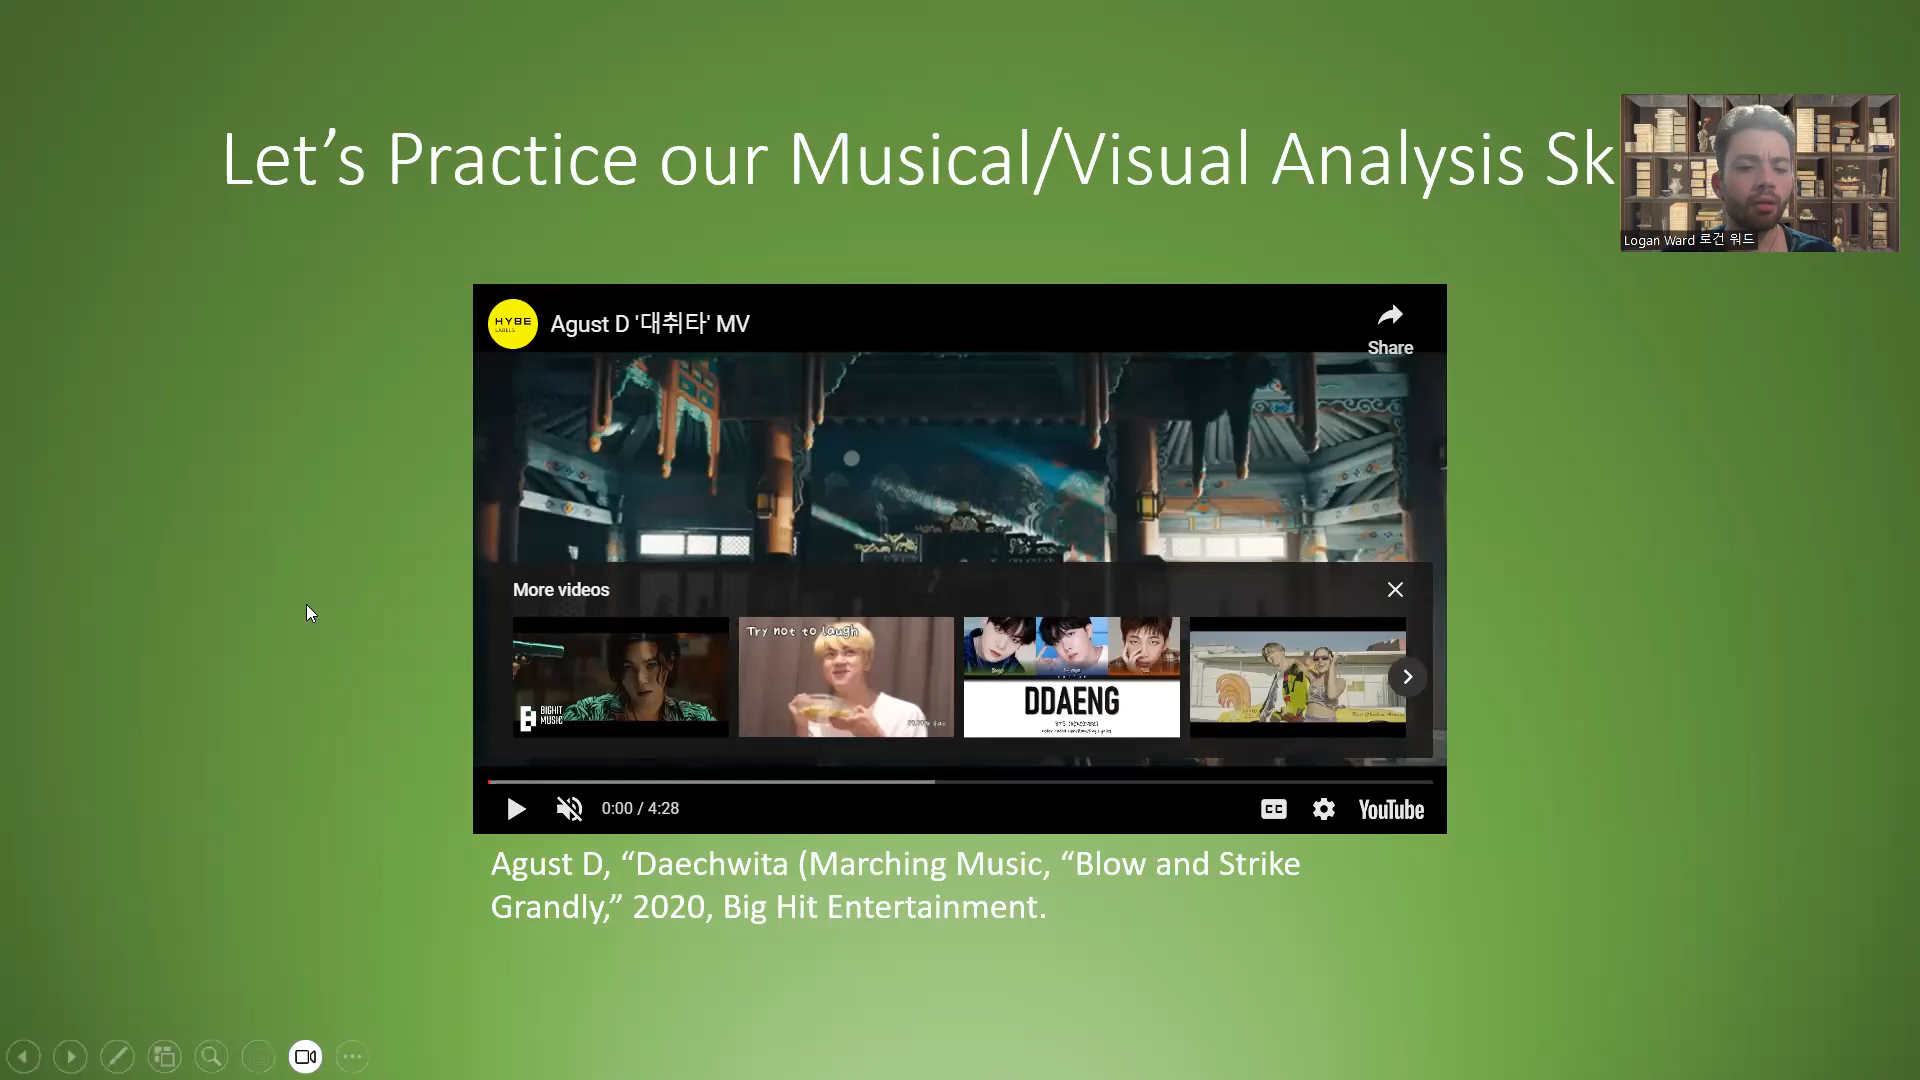 Let’s Practice our Musical/Visual Analysis Sk
Logan Ward 로건 워드
HYBE
LABELS
Agust D '대취타' MV
Share
More videos
BIGHIT
MUSIC
Try not to laugh
DDAENG
0:00 / 4:28
CC
YouTube
Agust D, “Daechwita (Marching Music, “Blow and Strike
Grandly,” 2020, Big Hit Entertainment.